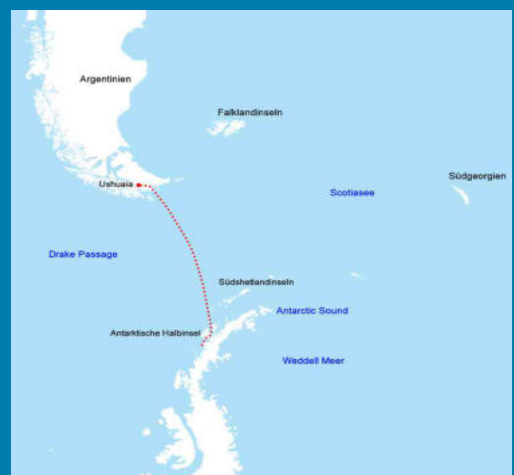 Argentinien
Falklandinseln
Südgeorgien
Ushuaia
Scotiasee
Drake Passage
Südshetlandinseln
Antarctic Sound
Antarktische Halbinsel
Weddell Meer